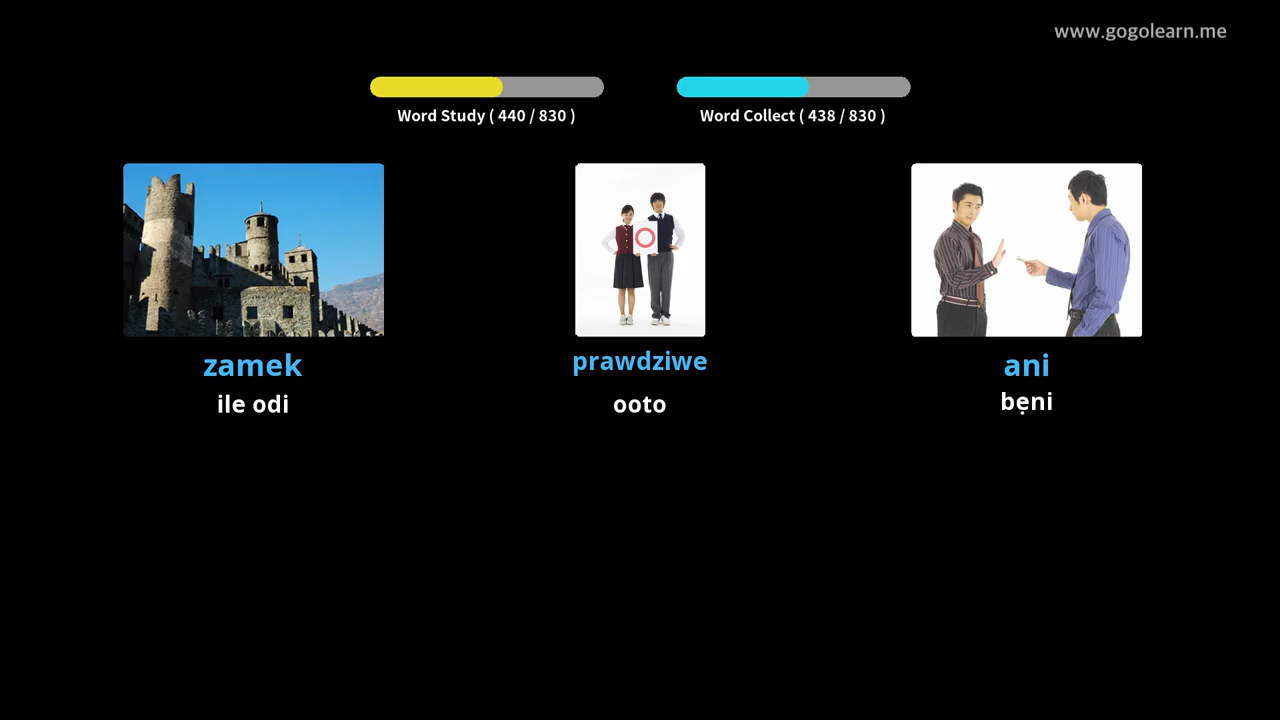 www.gogolearn.me
Word Study ( 440 / 830 )
Word Collect ( 438 / 830 )
zamek
ile odi
prawdziwe
ooto
ani
bẹni